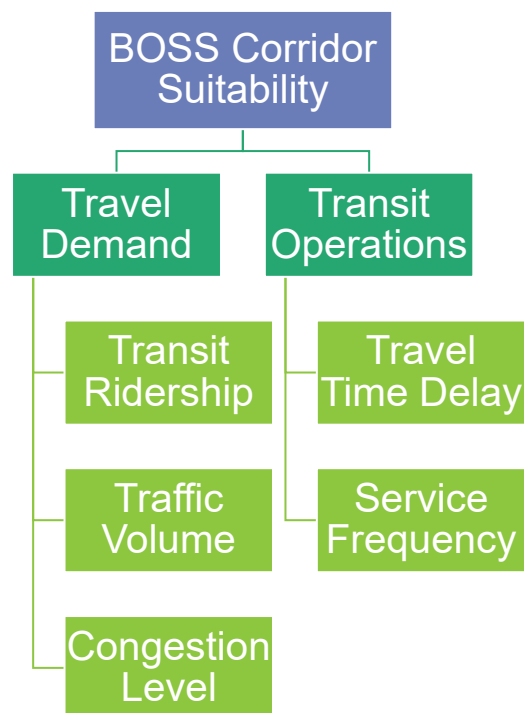 BOSS Corridor
Suitability
Travel
Demand
Transit
Ridership
Traffic
Volume
Congestion
Level
Transit
Operations
Travel
Time Delay
Service
Frequency